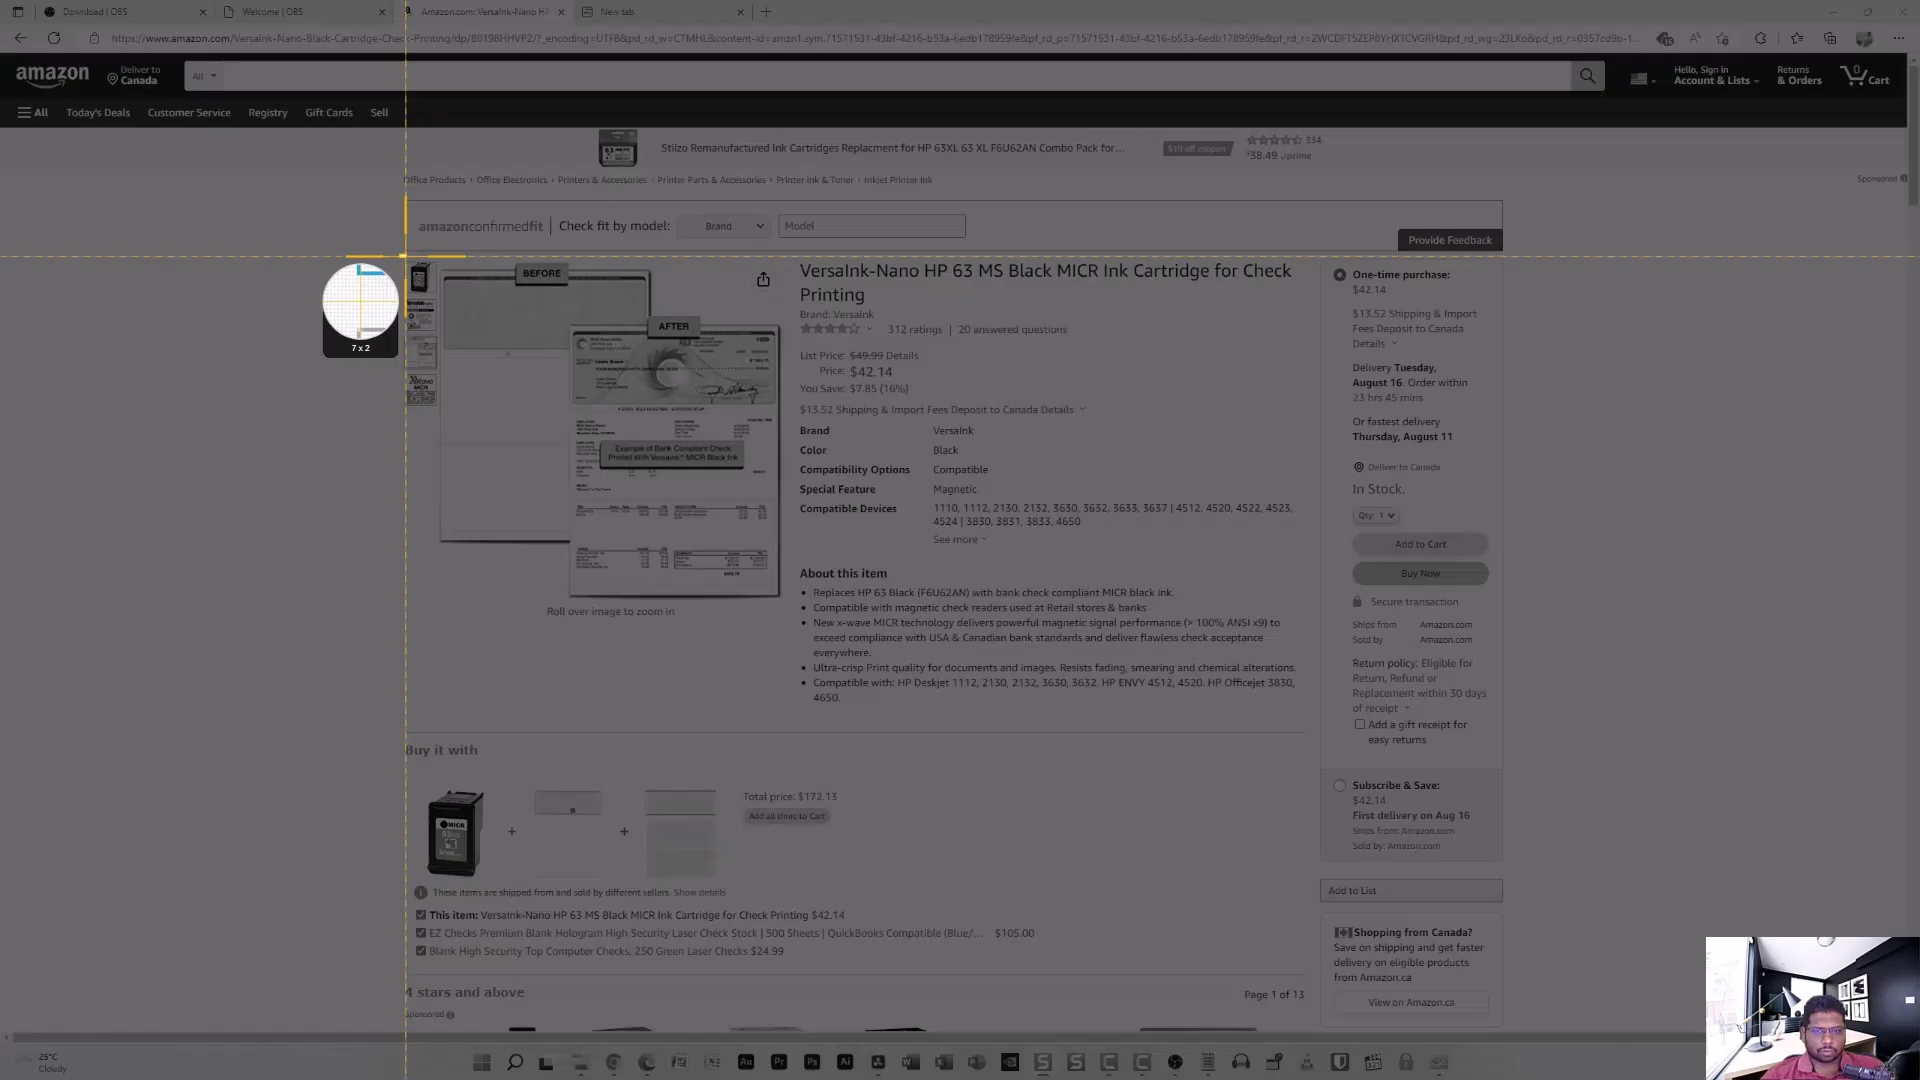 Download | OBS
Welcome | OBS
Amazon.com: VersaInk-Nano H
New tab
amazon
Deliver to
Canada
All
Hello, Sign in
Account & Lists
Returns
& Orders
0
Cart
All
Today's Deals
Customer Service
Registry
Gift Cards
Sell
Stiizo Remanufactured Ink Cartridges Replacment for HP 63XL 63 XL F6U62AN Combo Pack for...
$10 off coupon
334
$38.49 prime
Office Products › Office Electronics › Printers & Accessories › Printer Parts & Accessories › Printer Ink & Toner › Inkjet Printer Ink
Sponsored
amazonconfirmedfit
Check fit by model:
Brand
Model
Provide Feedback
7 x 2
BEFORE
AFTER
Example of Bank Compliant Check
Printed With VersaInk™ MICR Black Ink
Roll over image to zoom in
VersaInk-Nano HP 63 MS Black MICR Ink Cartridge for Check
Printing
Brand: VersaInk
312 ratings | 20 answered questions
List Price: $49.99 Details
Price: $42.14
You Save: $7.85 (16%)
$13.52 Shipping & Import Fees Deposit to Canada Details
Brand VersaInk
Color Black
Compatibility Options Compatible
Special Feature Magnetic
Compatible Devices 1110, 1112, 2130, 2132, 3630, 3632, 3633, 3637 | 4512, 4520, 4522, 4523,
4524 | 3830, 3831, 3833, 4650
See more
About this item
Replaces HP 63 Black (F6U62AN) with bank check compliant MICR black ink.
Compatible with magnetic check readers used at Retail stores & banks
New x-wave MICR technology delivers powerful magnetic signal performance (> 100% ANSI x9) to
exceed compliance with USA & Canadian bank standards and deliver flawless check acceptance
everywhere.
Ultra-crisp Print quality for documents and images. Resists fading, smearing and chemical alterations.
Compatible with: HP Deskjet 1112, 2130, 2132, 3630, 3632. HP ENVY 4512, 4520. HP Officejet 3830,
4650.
One-time purchase:
$42.14
$13.52 Shipping & Import
Fees Deposit to Canada
Details
Delivery Tuesday,
August 16. Order within
23 hrs 45 mins
Or fastest delivery
Thursday, August 11
Deliver to Canada
In Stock.
Qty: 1
Add to Cart
Buy Now
Secure transaction
Ships from Amazon.com
Sold by Amazon.com
Return policy: Eligible for
Return, Refund or
Replacement within 30 days
of receipt
Add a gift receipt for
easy returns
Subscribe & Save:
$42.14
First delivery on Aug 16
Ships from: Amazon.com
Sold by: Amazon.com
Add to List
Shopping from Canada?
Save on shipping and get faster
delivery on eligible products
from Amazon.ca
View on Amazon.ca
Buy it with
MICR
+
+
Total price: $172.13
Add all three to Cart
These items are shipped from and sold by different sellers. Show details
This item: VersaInk-Nano HP 63 MS Black MICR Ink Cartridge for Check Printing $42.14
EZ Checks Premium Blank Hologram High Security Laser Check Stock | 500 Sheets | QuickBooks Compatible (Blue/... $105.00
Blank High Security Top Computer Checks, 250 Green Laser Checks $24.99
4 stars and above
Page 1 of 13
Sponsored
25°C
Cloudy